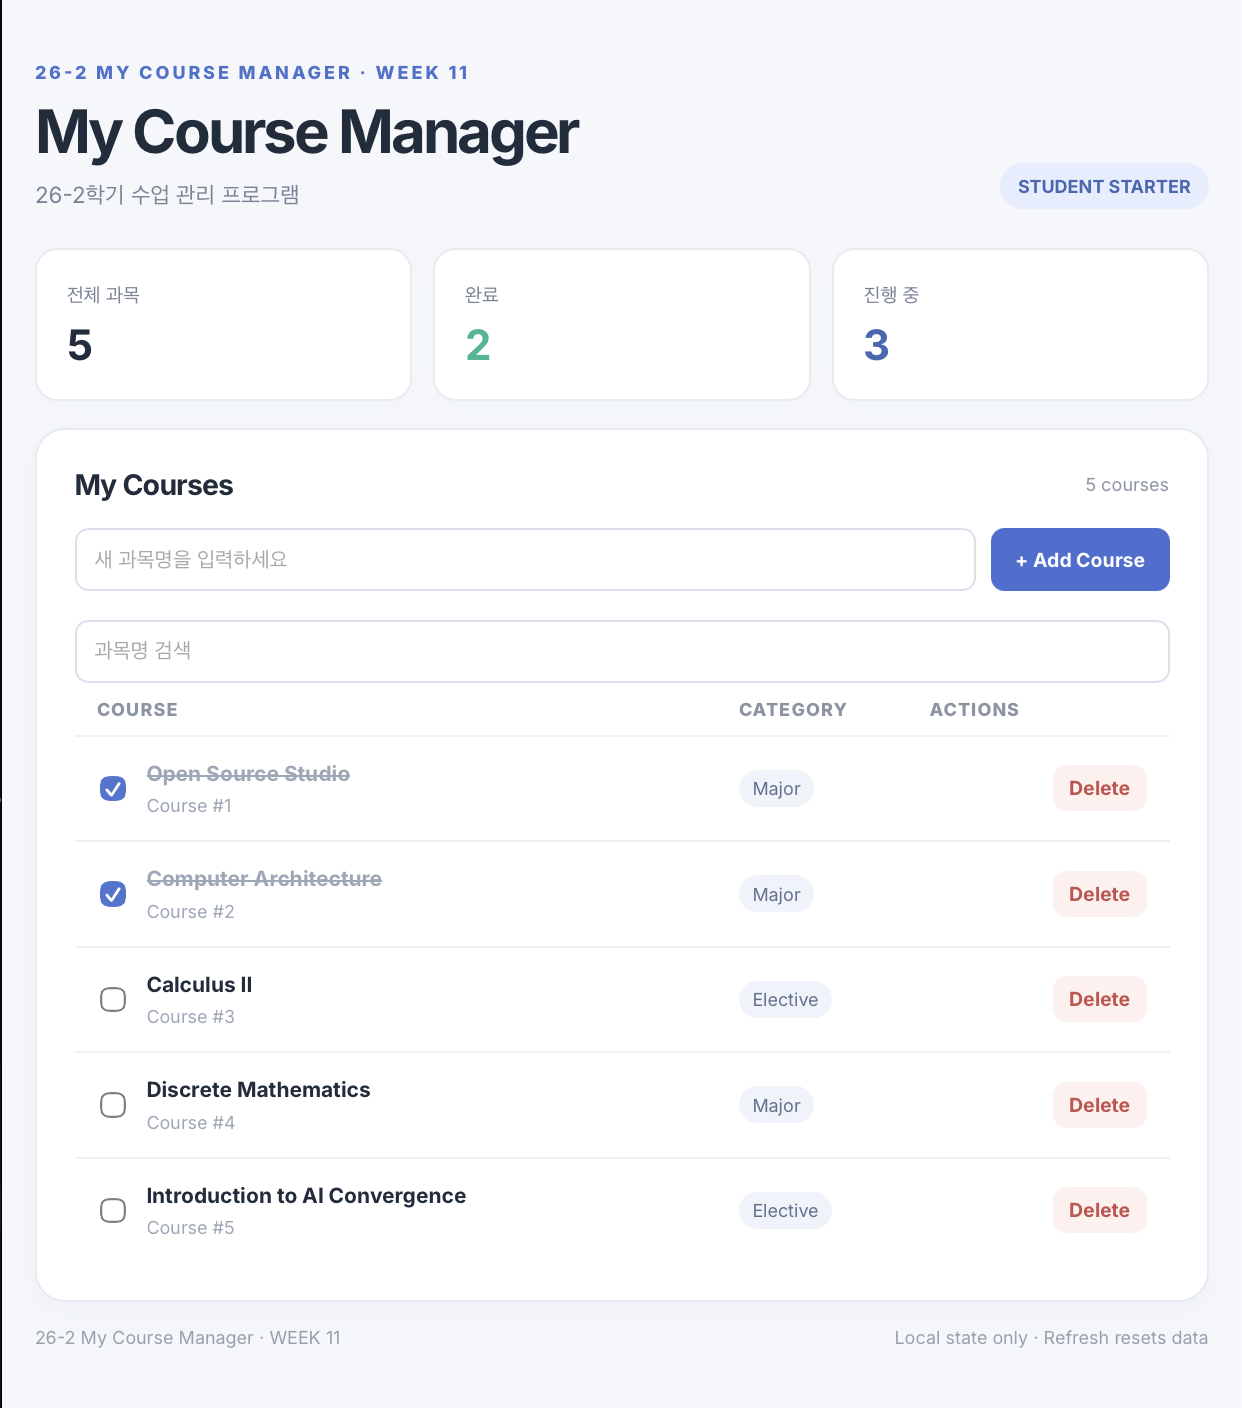 26-2 MY COURSE MANAGER · WEEK 11
My Course Manager
26-2학기 수업 관리 프로그램
STUDENT STARTER
전체 과목
5
완료
2
진행 중
3
My Courses
5 courses
새 과목명을 입력하세요
+ Add Course
과목명 검색
COURSE CATEGORY ACTIONS
Open Source Studio
Course #1
Major
Delete
Computer Architecture
Course #2
Major
Delete
Calculus II
Course #3
Elective
Delete
Discrete Mathematics
Course #4
Major
Delete
Introduction to AI Convergence
Course #5
Elective
Delete
26-2 My Course Manager · WEEK 11
Local state only · Refresh resets data